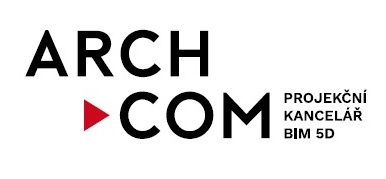 ARCH
COM
PROJEKČNÍ
KANCELÁŘ
BIM 5D